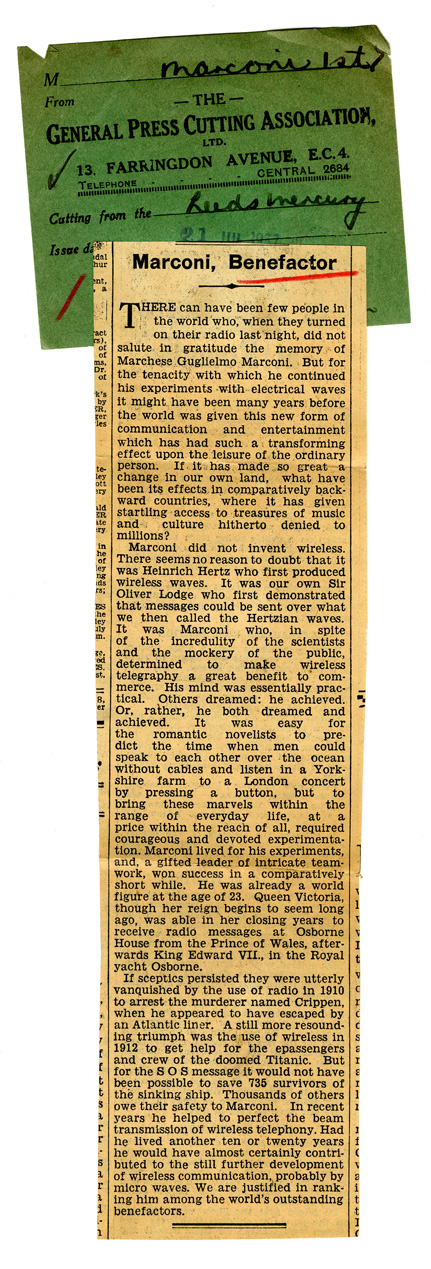 M Marconi 1st
From
— THE —
GENERAL PRESS CUTTING ASSOCIATION,
LTD.
13, FARRINGDON AVENUE, E.C.4.
TELEPHONE - - - CENTRAL 2684
Cutting from the Leeds Mercury
Issue da
21
Marconi, Benefactor
THERE can have been few people in
the world who, when they turned
on their radio last night, did not
salute in gratitude the memory of
Marchese Guglielmo Marconi. But for
the tenacity with which he continued
his experiments with electrical waves
it might have been many years before
the world was given this new form of
communication and entertainment
which has had such a transforming
effect upon the leisure of the ordinary
person. If it has made so great a
change in our own land, what have
been its effects in comparatively back-
ward countries, where it has given
startling access to treasures of music
and culture hitherto denied to
millions?
Marconi did not invent wireless.
There seems no reason to doubt that it
was Heinrich Hertz who first produced
wireless waves. It was our own Sir
Oliver Lodge who first demonstrated
that messages could be sent over what
we then called the Hertzian waves.
It was Marconi who, in spite
of the incredulity of the scientists
and the mockery of the public,
determined to make wireless
telegraphy a great benefit to com-
merce. His mind was essentially prac-
tical. Others dreamed: he achieved.
Or, rather, he both dreamed and
achieved. It was easy for
the romantic novelists to pre-
dict the time when men could
speak to each other over the ocean
without cables and listen in a York-
shire farm to a London concert
by pressing a button, but to
bring these marvels within the
range of everyday life, at a
price within the reach of all, required
courageous and devoted experimenta-
tion. Marconi lived for his experiments,
and, a gifted leader of intricate team-
work, won success in a comparatively
short while. He was already a world
figure at the age of 23. Queen Victoria,
though her reign begins to seem long
ago, was able in her closing years to
receive radio messages at Osborne
House from the Prince of Wales, after-
wards King Edward VII., in the Royal
yacht Osborne.
If sceptics persisted they were utterly
vanquished by the use of radio in 1910
to arrest the murderer named Crippen,
when he appeared to have escaped by
an Atlantic liner. A still more resound-
ing triumph was the use of wireless in
1912 to get help for the epassengers
and crew of the doomed Titanic. But
for the S O S message it would not have
been possible to save 735 survivors of
the sinking ship. Thousands of others
owe their safety to Marconi. In recent
years he helped to perfect the beam
transmission of wireless telephony. Had
he lived another ten or twenty years
he would have almost certainly contri-
buted to the still further development
of wireless communication, probably by
micro waves. We are justified in rank-
ing him among the world's outstanding
benefactors.